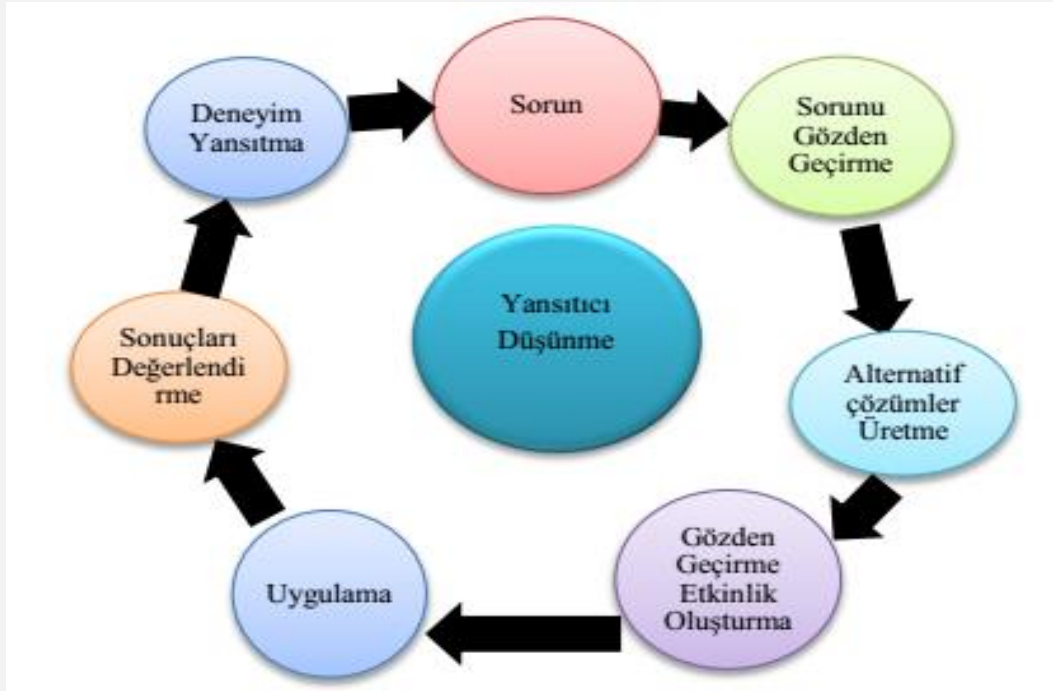 Sorun
Sorunu
Gözden
Geçirme
Alternatif
çözümler
Üretme
Gözden
Geçirme
Etkinlik
Oluşturma
Uygulama
Sonuçları
Değerlendi
rme
Deneyim
Yansıtma
Yansıtıcı
Düşünme